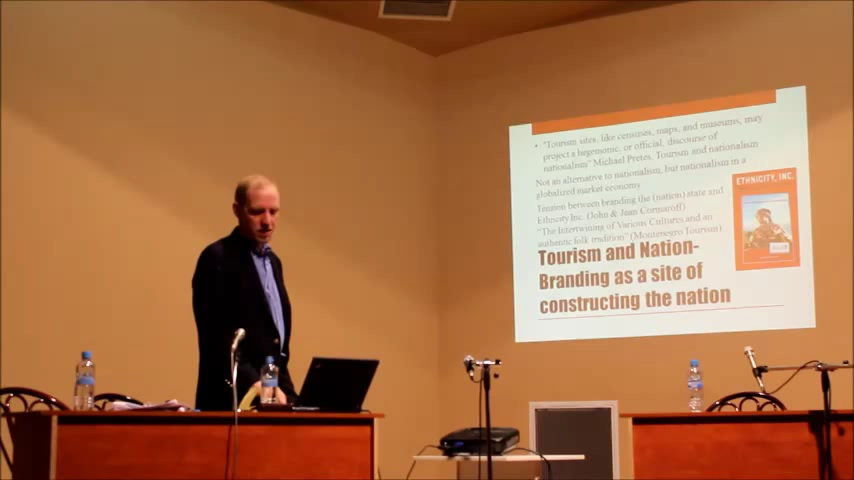 • "Tourism sites, like censuses, maps, and museums, may
project a hegemonic, or official, discourse of
nationalism" Michael Pretes, Tourism and nationalism
Not an alternative to nationalism, but nationalism in a
globalized market economy
Tension between branding the (nation) state and
Ethnicity Inc. (John & Jean Comaroff)
"The Intertwining of Various Cultures and an
authentic folk tradition" (Montenegro Tourism)
ETHNICITY, INC.
Tourism and Nation-
Branding as a site of
constructing the nation